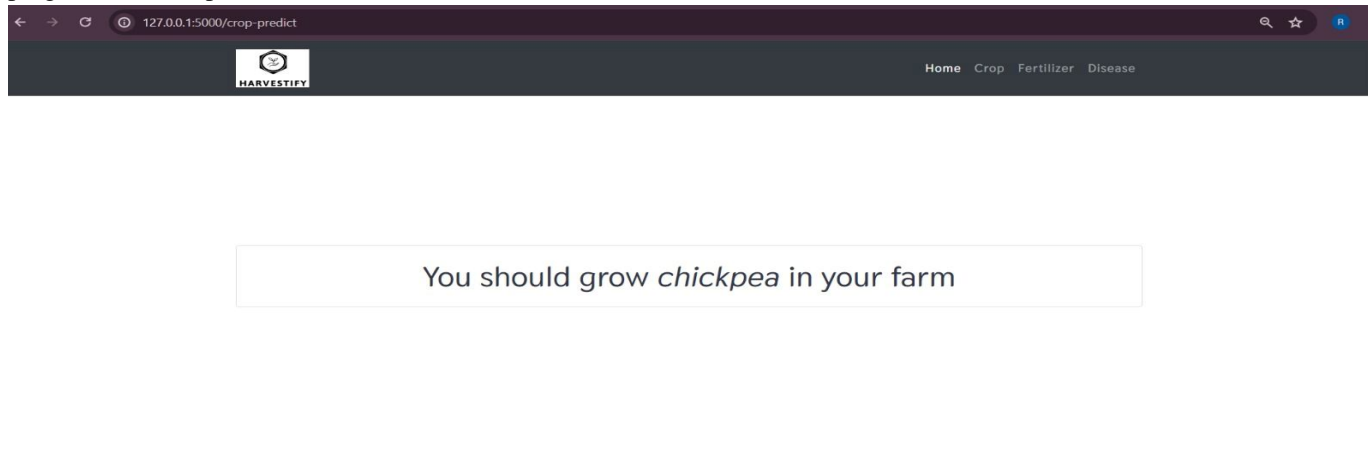 127.0.0.1:5000/crop-predict
R
HARVESTIFY
Home Crop Fertilizer Disease
You should grow chickpea in your farm